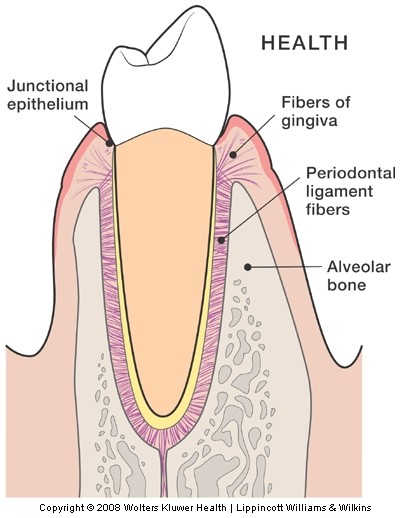 HEALTH
Junctional
epithelium
Fibers of
gingiva
Periodontal
ligament
fibers
Alveolar
bone
Copyright © 2008 Wolters Kluwer Health | Lippincott Williams & Wilkins